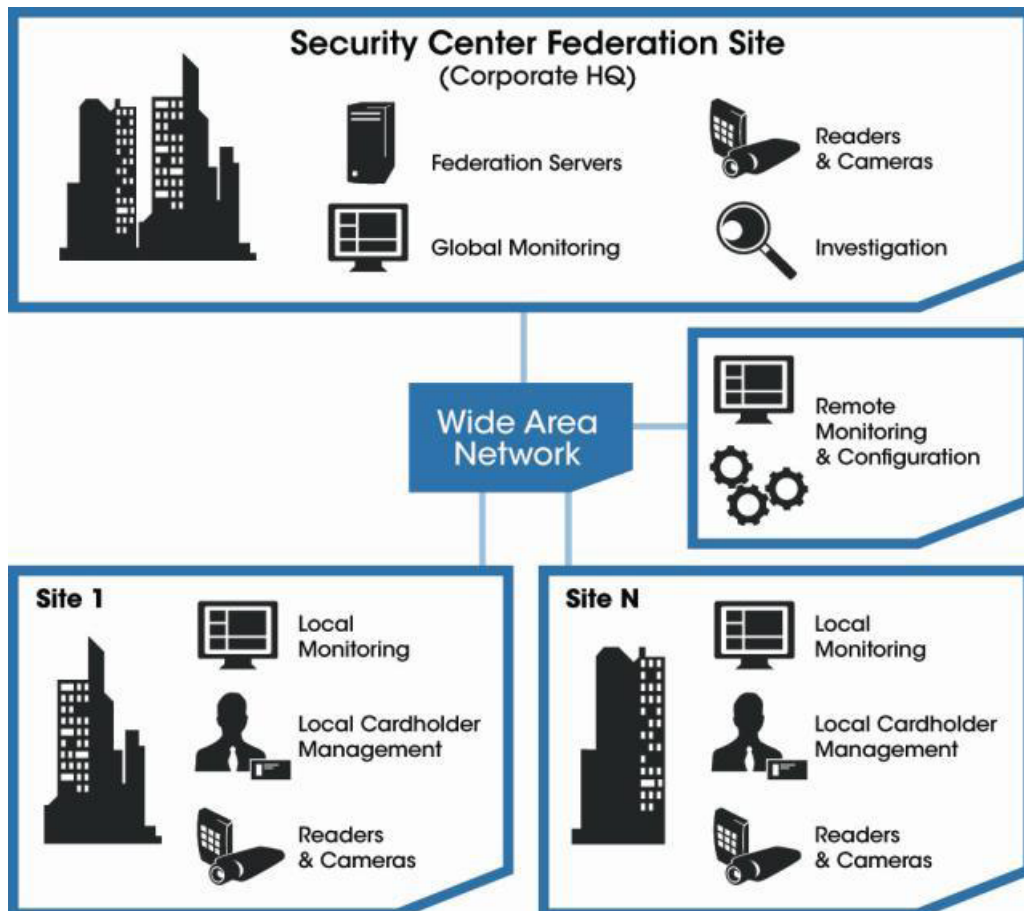 Security Center Federation Site
(Corporate HQ)
Federation Servers
Readers
& Cameras
Global Monitoring
Investigation
Wide Area
Network
Remote
Monitoring
& Configuration
Site 1
Local
Monitoring
Local Cardholder
Management
Readers
& Cameras
Site N
Local
Monitoring
Local Cardholder
Management
Readers
& Cameras